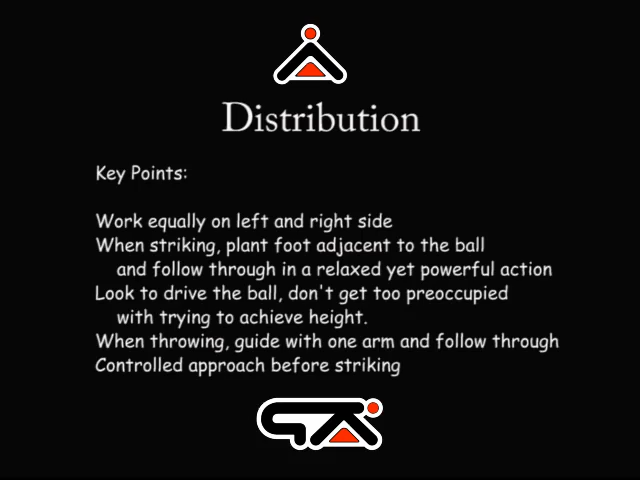 Distribution
Key Points:
Work equally on left and right side
When striking, plant foot adjacent to the ball
and follow through in a relaxed yet powerful action
Look to drive the ball, don't get too preoccupied
with trying to achieve height.
When throwing, guide with one arm and follow through
Controlled approach before striking